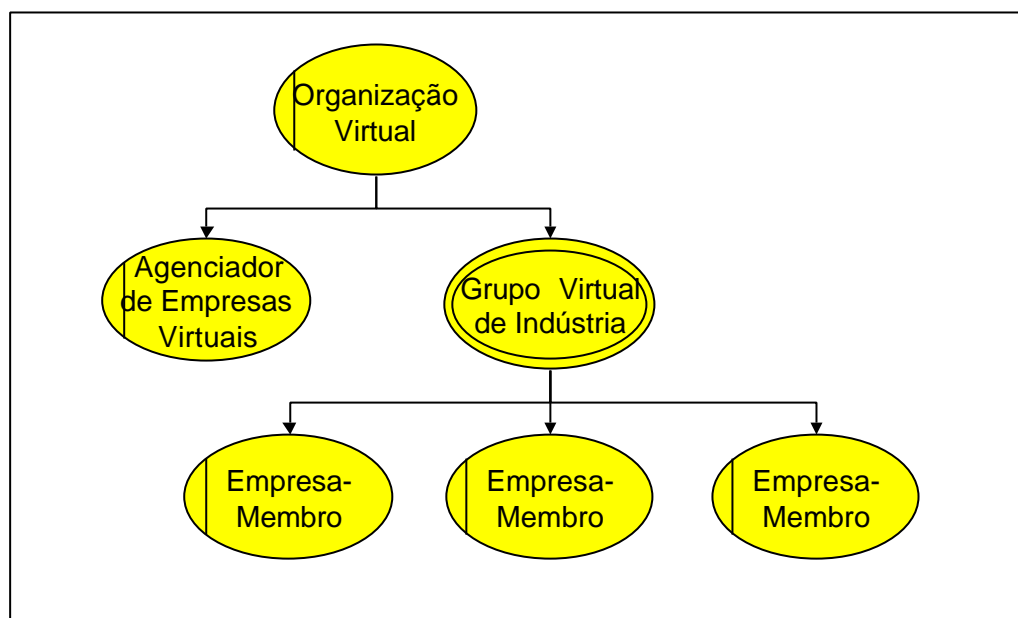 Organização
Virtual
Agenciador
de Empresas
Virtuais
Grupo Virtual
de Indústria
Empresa-
Membro
Empresa-
Membro
Empresa-
Membro